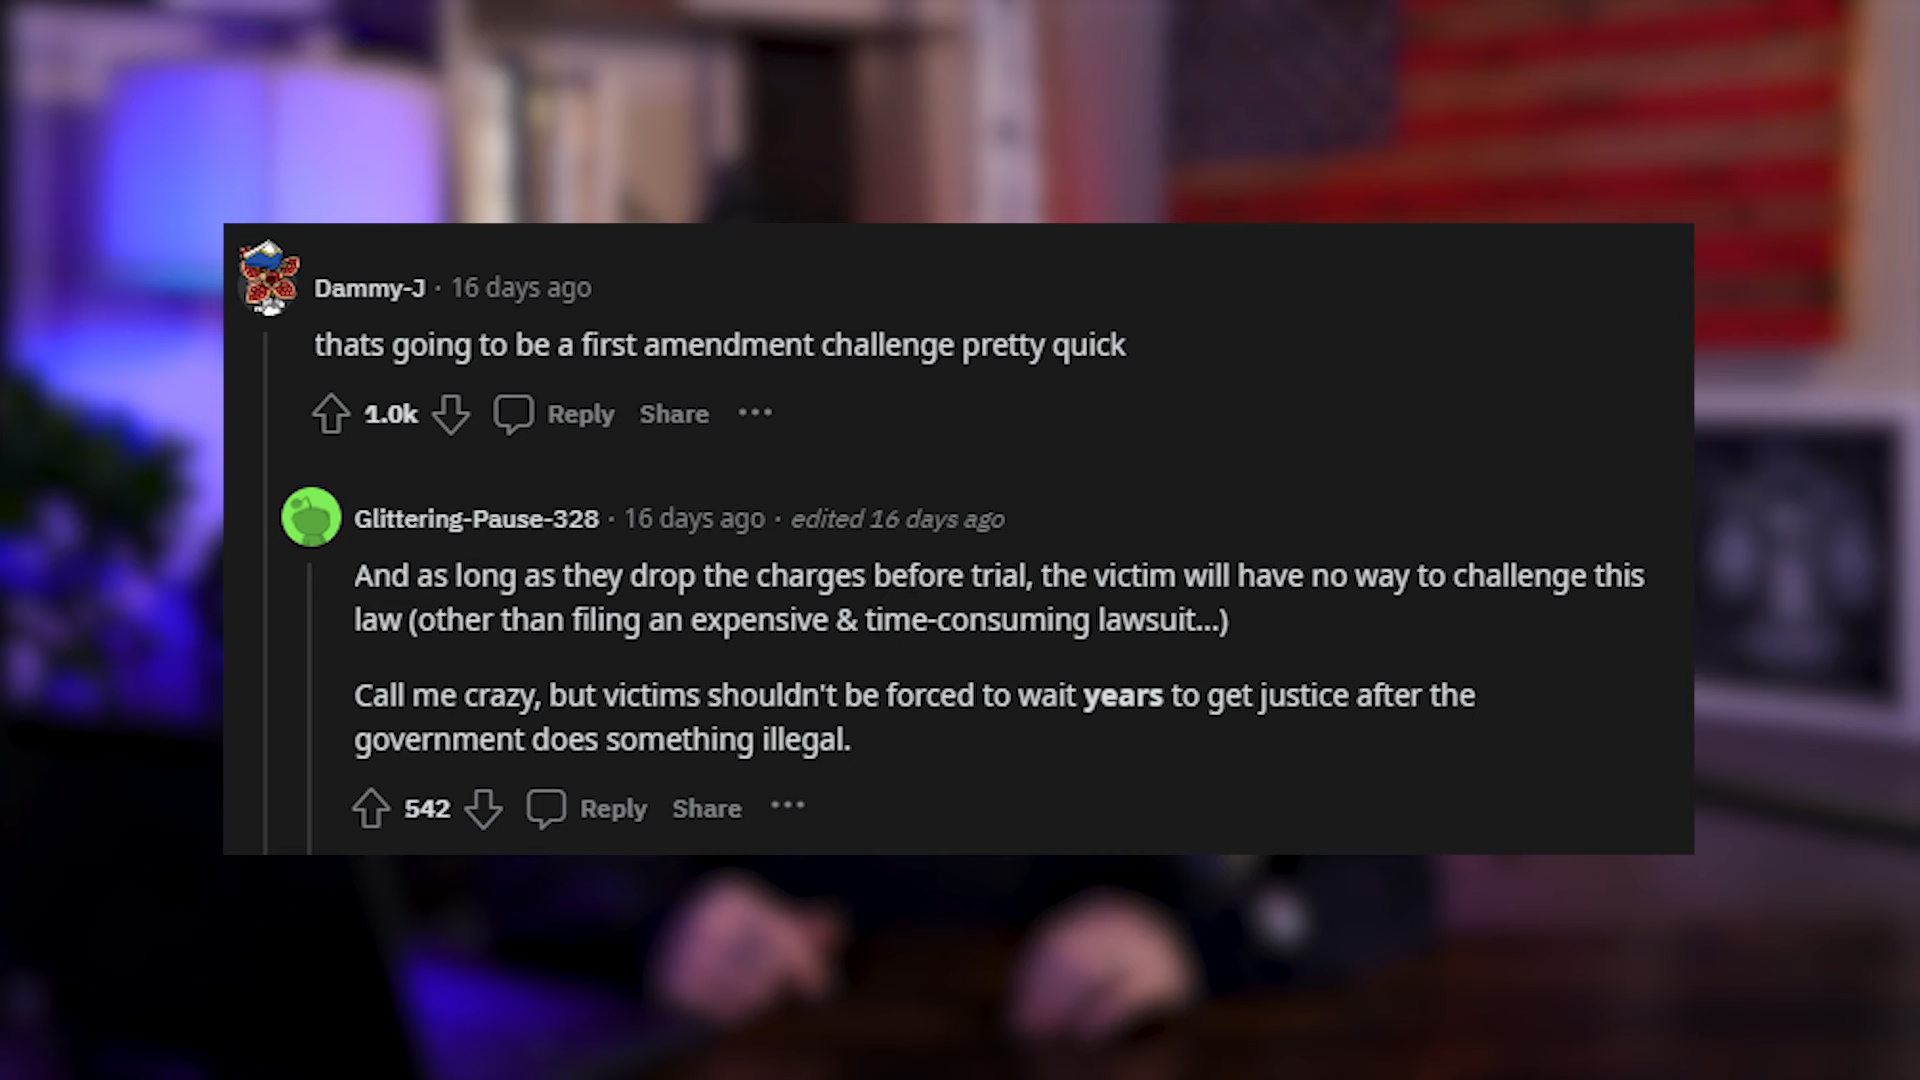 Dammy-J · 16 days ago
thats going to be a first amendment challenge pretty quick
1.0k Reply Share ···
Glittering-Pause-328 · 16 days ago · edited 16 days ago
And as long as they drop the charges before trial, the victim will have no way to challenge this
law (other than filing an expensive & time-consuming lawsuit...)
Call me crazy, but victims shouldn't be forced to wait years to get justice after the
government does something illegal.
542 Reply Share ···